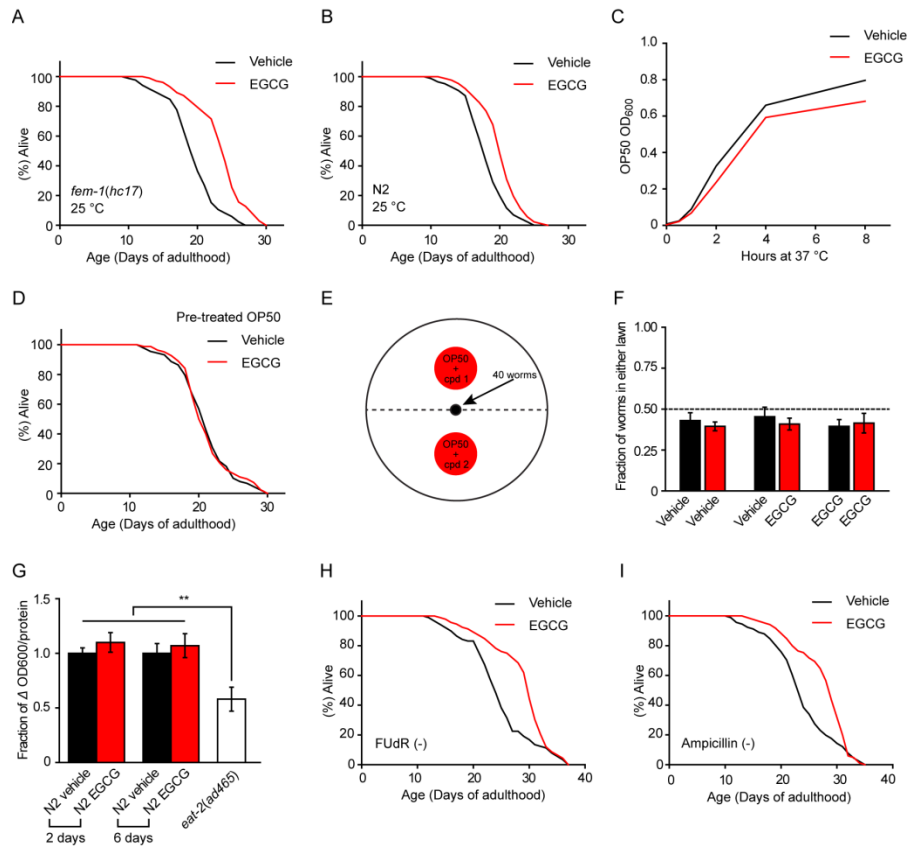 A
Vehicle
EGCG
100
80
60
40
20
0
(%) Alive
fem-1(hc17)
25 °C
0 10 20 30
Age (Days of adulthood)
B
Vehicle
EGCG
100
80
60
40
20
0
(%) Alive
N2
25 °C
0 10 20 30
Age (Days of adulthood)
C
Vehicle
EGCG
1.0
0.8
0.6
0.4
0.2
0
OP50 OD600
0 2 4 6 8
Hours at 37 °C
D
Pre-treated OP50
Vehicle
EGCG
100
80
60
40
20
0
(%) Alive
0 10 20 30
Age (Days of adulthood)
E
OP50
+
cpd 1
40 worms
OP50
+
cpd 2
F
1.00
0.75
0.50
0.25
0
Fraction of worms in either lawn
Vehicle Vehicle Vehicle EGCG EGCG EGCG
G
1.5
1.0
0.5
0.0
Fraction of Δ OD600/protein
**
N2 vehicle N2 EGCG N2 vehicle N2 EGCG eat-2(ad465)
2 days 6 days
H
Vehicle
EGCG
100
80
60
40
20
0
(%) Alive
FUdR (-)
0 10 20 30 40
Age (Days of adulthood)
I
Vehicle
EGCG
100
80
60
40
20
0
(%) Alive
Ampicillin (-)
0 10 20 30 40
Age (Days of adulthood)